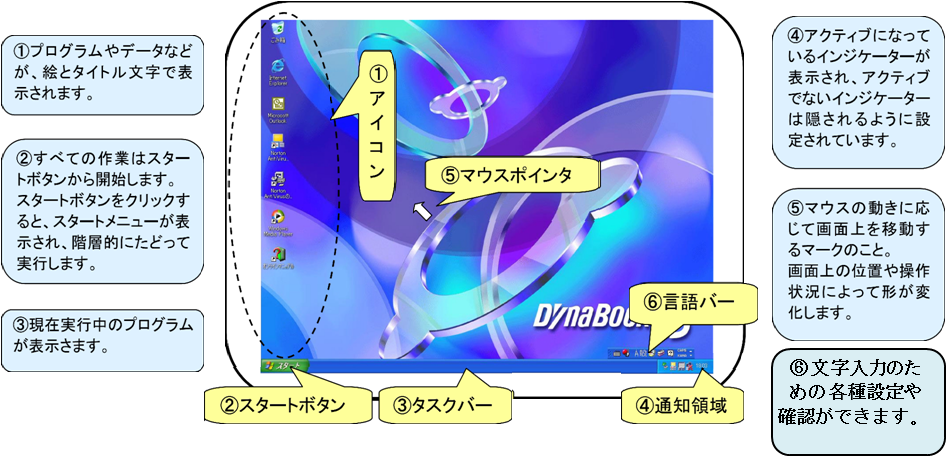 ①プログラムやデータなど
が、絵とタイトル文字で表
示されます。
②すべての作業はスター
トボタンから開始します。
スタートボタンをクリックす
ると、スタートメニューが表
示され、階層的にたどって
実行します。
③現在実行中のプログラム
が表示さます。
ごみ箱
Internet
Explorer
Microsoft
Outlook...
Norton
AntiViru...
Norton
①アイコン
⑤マウスポインタ
DynaBook
⑥言語バー
スタート
②スタートボタン
③タスクバー
④通知領域
④アクティブになって
いるインジケーターが
表示され、アクティブ
でないインジケーター
は隠されるように設
定されています。
⑤マウスの動きに応
じて画面上を移動す
るマークのこと。
画面上の位置や操作
状況によって形が変
化します。
⑥文字入力のた
めの各種設定や
確認ができます。